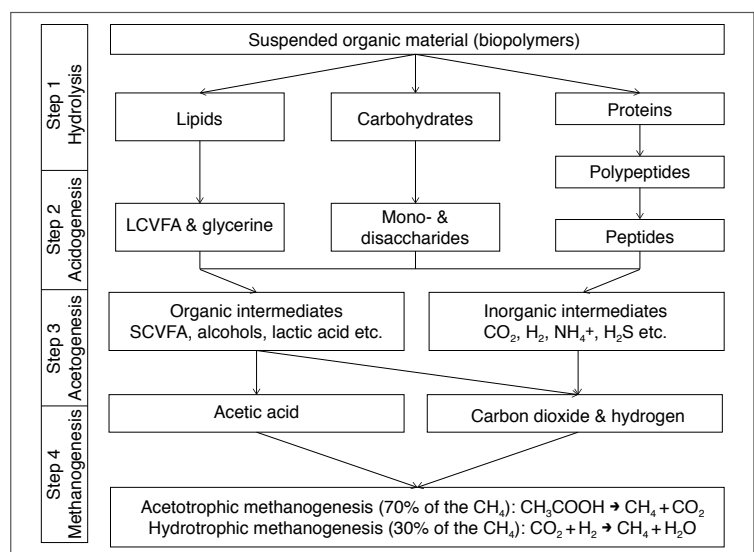 Step 1
Hydrolysis
Suspended organic material (biopolymers)
Lipids
Carbohydrates
Proteins
Polypeptides
Step 2
Acidogenesis
LCVFA & glycerine
Mono- &
disaccharides
Peptides
Step 3
Acetogenesis
Organic intermediates
SCVFA, alcohols, lactic acid etc.
Inorganic intermediates
CO₂, H₂, NH₄+, H₂S etc.
Acetic acid
Carbon dioxide & hydrogen
Step 4
Methanogenesis
Acetotrophic methanogenesis (70% of the CH₄): CH₃COOH → CH₄ + CO₂
Hydrotrophic methanogenesis (30% of the CH₄): CO₂ + H₂ → CH₄ + H₂O